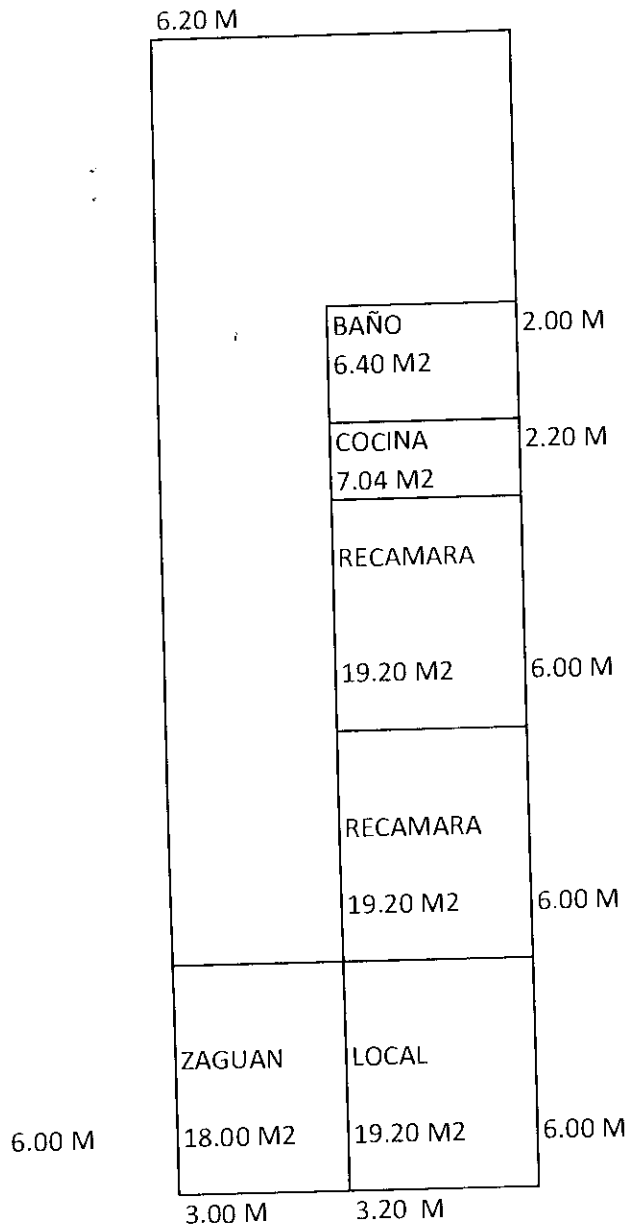 6.20 M
BAÑO
2.00 M
6.40 M2
COCINA
2.20 M
7.04 M2
RECAMARA
19.20 M2
6.00 M
RECAMARA
19.20 M2
6.00 M
ZAGUAN
LOCAL
6.00 M
18.00 M2
19.20 M2
6.00 M
3.00 M
3.20 M